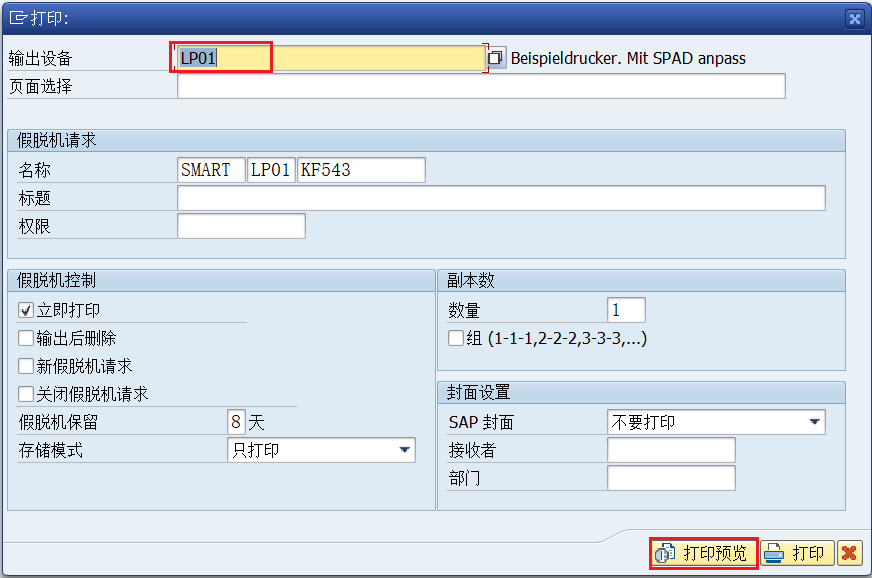 打印:
输出设备 LP01 Beispieldrucker. Mit SPAD anpass
页面选择
假脱机请求
名称 SMART LP01 KF543
标题
权限
假脱机控制
立即打印
输出后删除
新假脱机请求
关闭假脱机请求
假脱机保留 8 天
存储模式 只打印
副本数
数量 1
组 (1-1-1,2-2-2,3-3-3,...)
封面设置
SAP 封面 不要打印
接收者
部门
打印预览 打印